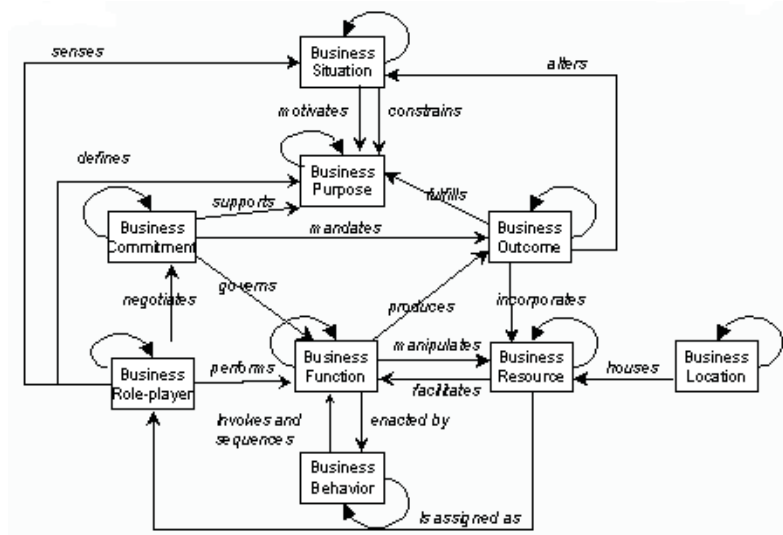 senses
Business
Situation
alters
motivates
constrains
defines
Business
Purpose
supports
fulfills
Business
Commitment
mandates
Business
Outcome
negotiates
governs
produces
incorporates
Business
Role-player
performs
Business
Function
manipulates
facilitates
Business
Resource
houses
Business
Location
Invokes and
sequences
enacted by
Business
Behavior
Is assigned as